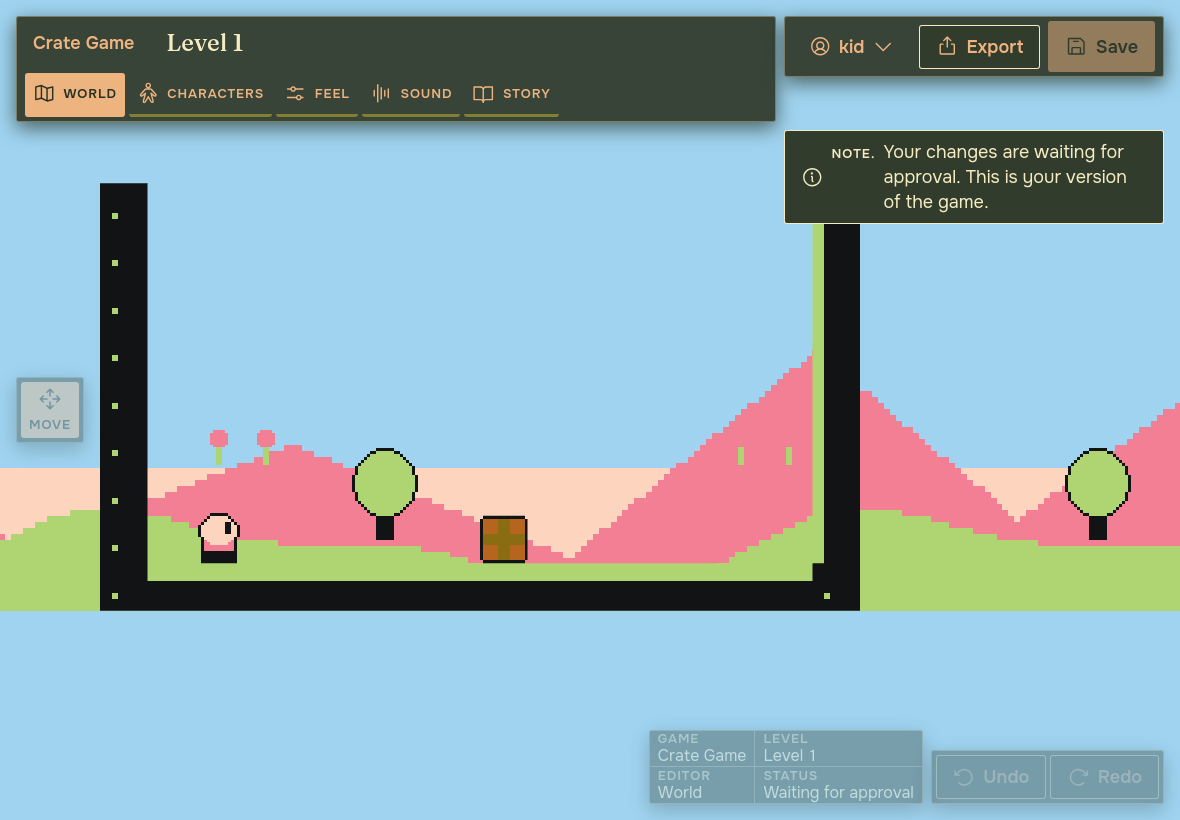 Crate Game
Level 1
WORLD
CHARACTERS
FEEL
SOUND
STORY
kid
Export
Save
NOTE. Your changes are waiting for
approval. This is your version
of the game.
MOVE
GAME
Crate Game
LEVEL
Level 1
EDITOR
World
STATUS
Waiting for approval
Undo
Redo